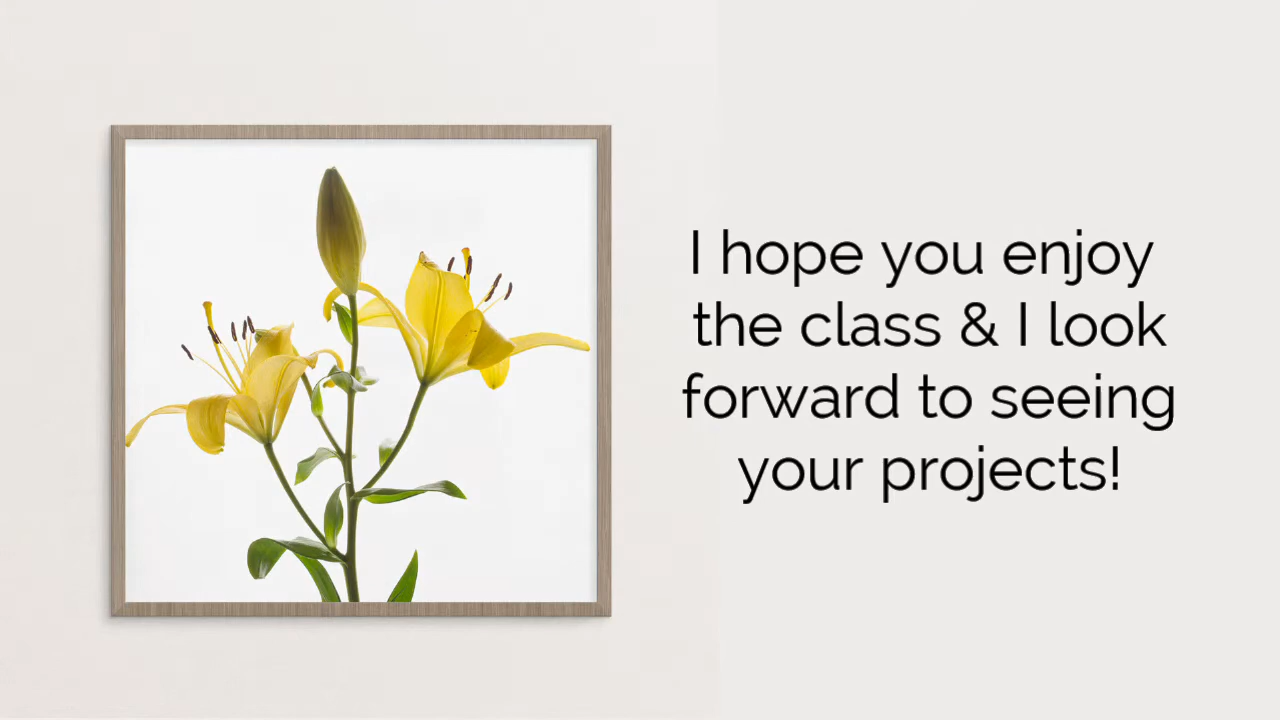 I hope you enjoy
the class & I look
forward to seeing
your projects!